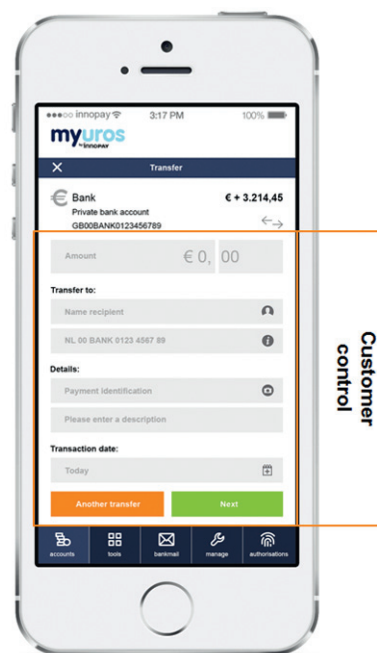 innopay 3:17 PM 100%
myuros
by INNOPAY
Transfer
€ Bank € + 3.214,45
Private bank account
GB00BANK0123456789
Amount € 0, 00
Transfer to:
Name recipient
NL 00 BANK 0123 4567 89
Details:
Payment identification
Please enter a description
Transaction date:
Today
Another transfer Next
accounts tools bankmail manage authorisations
Customer
control